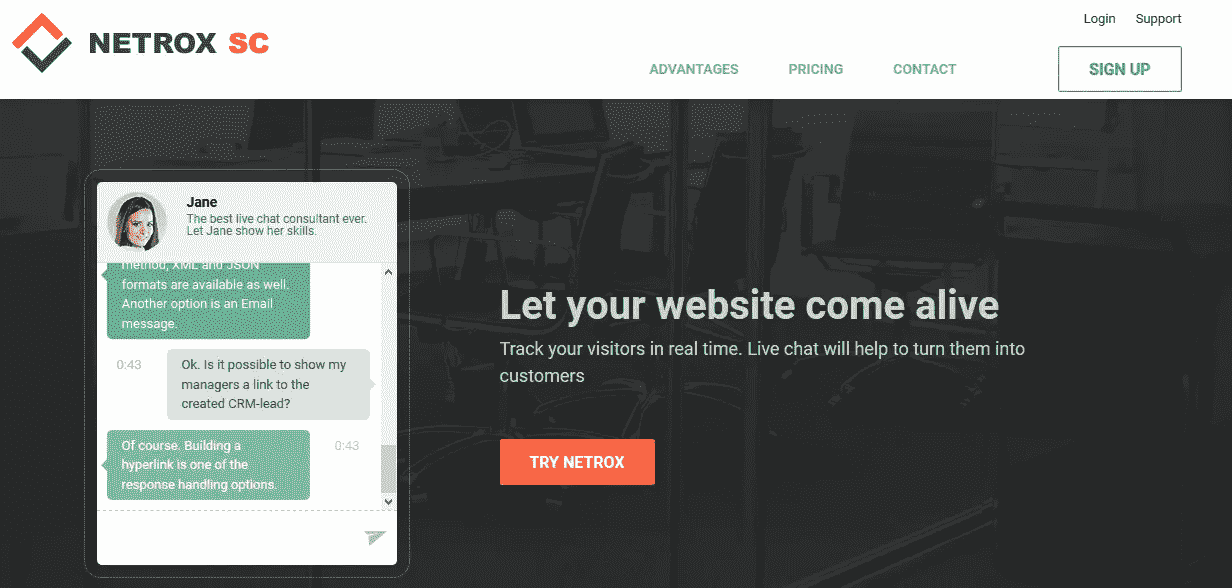 Login Support
NETROX SC
ADVANTAGES PRICING CONTACT SIGN UP
Jane
The best live chat consultant ever.
Let Jane show her skills.
method, XML and JSON
formats are available as well.
Another option is an Email
message.
0:43
Ok. Is it possible to show my
managers a link to the
created CRM-lead?
Of course. Building a
hyperlink is one of the
response handling options.
0:43
Let your website come alive
Track your visitors in real time. Live chat will help to turn them into
customers
TRY NETROX